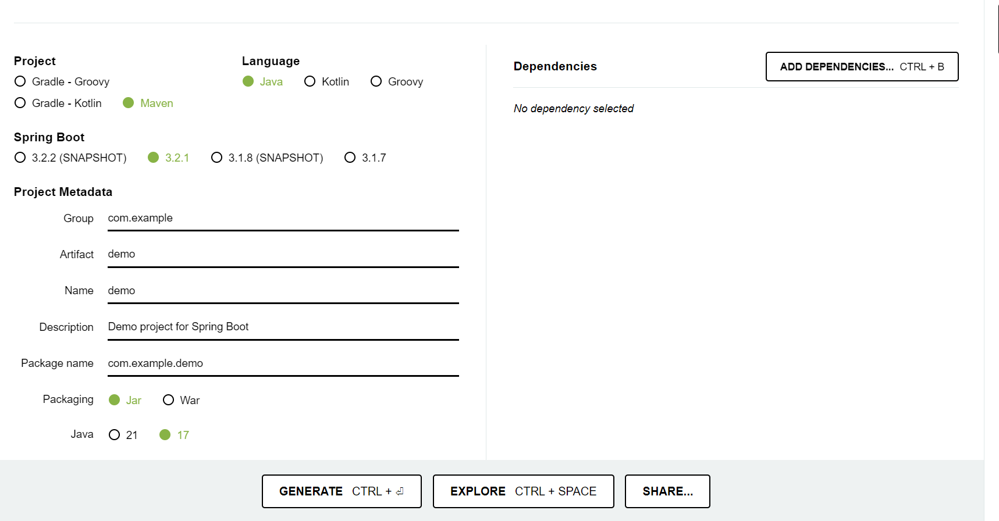 Project
Gradle - Groovy
Gradle - Kotlin Maven
Language
Java Kotlin Groovy
Spring Boot
3.2.2 (SNAPSHOT) 3.2.1 3.1.8 (SNAPSHOT) 3.1.7
Project Metadata
Group com.example
Artifact demo
Name demo
Description Demo project for Spring Boot
Package name com.example.demo
Packaging Jar War
Java 21 17
Dependencies
ADD DEPENDENCIES... CTRL + B
No dependency selected
GENERATE CTRL + ⏎
EXPLORE CTRL + SPACE
SHARE...